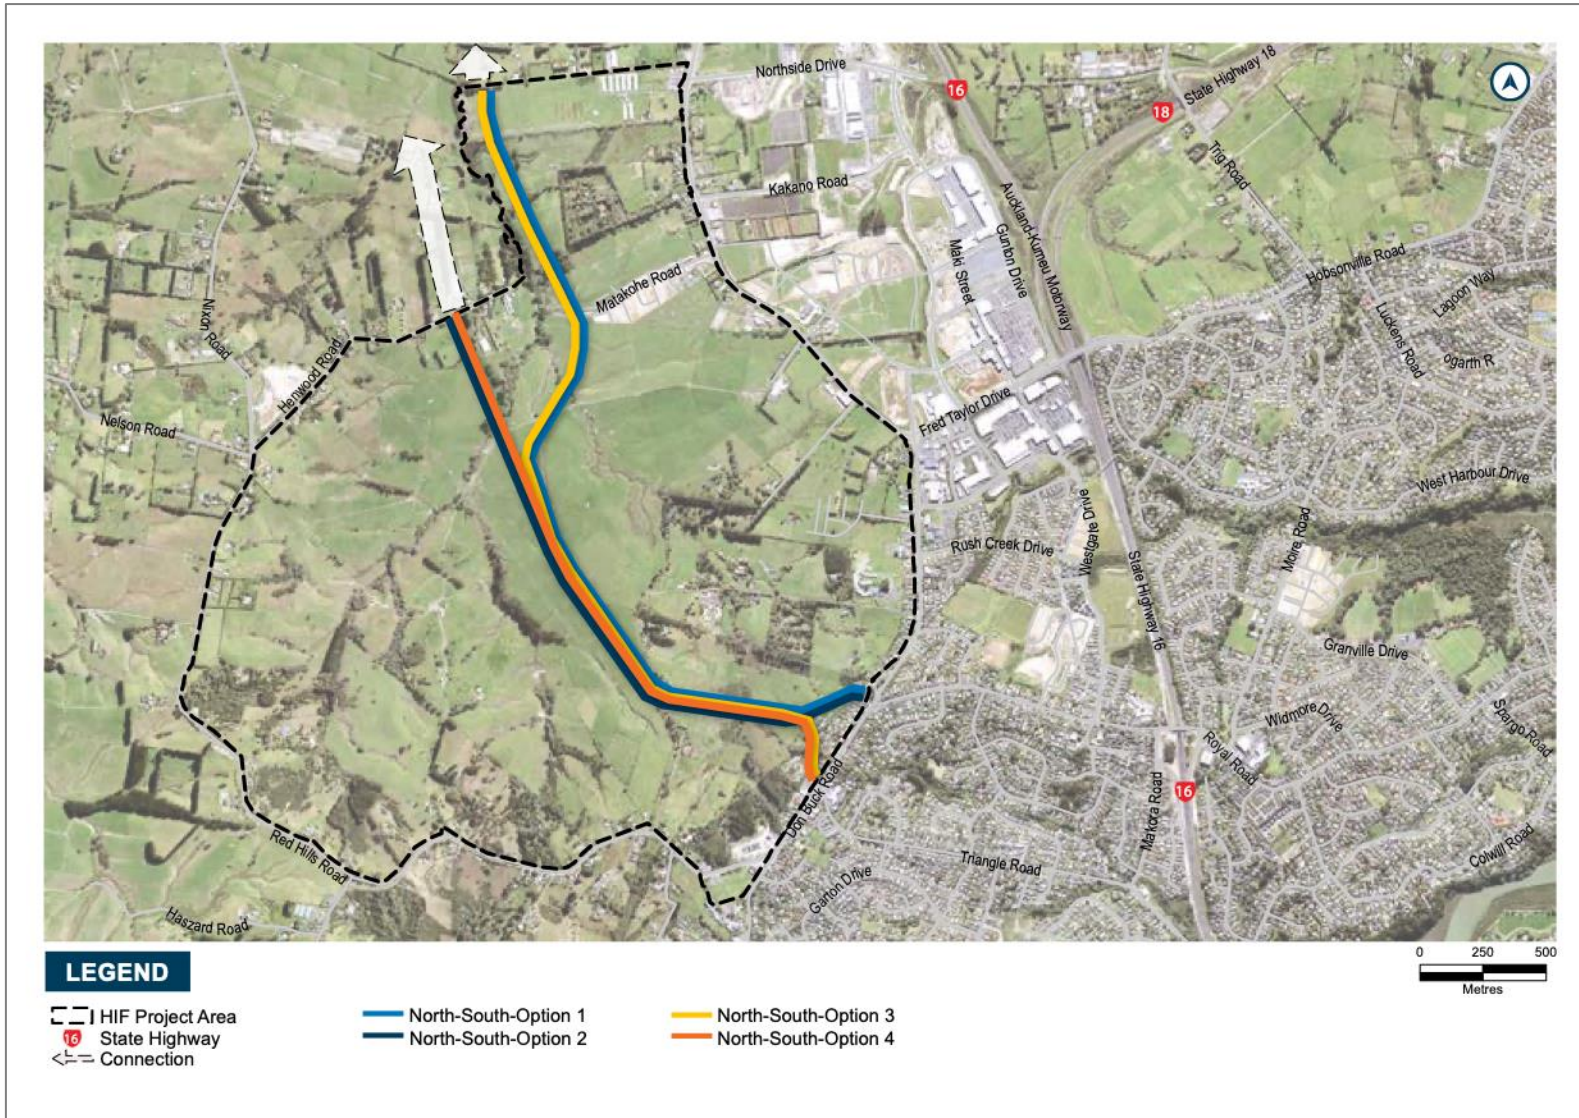 Northside Drive
16
18
State Highway 18
Trig Road
Kakano Road
Auckland-Kumeu Motorway
Gunton Drive
Maki Street
Hobsonville Road
Lagoon Way
Luckens Road
ogarth R
Matakohe Road
Nixon Road
Henwood Road
Nelson Road
Fred Taylor Drive
West Harbour Drive
Westgate Drive
Moire Road
Rush Creek Drive
State Highway 16
Granville Drive
Widmore Drive
Spargo Road
Royal Road
16
Makora Road
Don Buck Road
Triangle Road
Colwill Road
Garton Drive
Red Hills Road
Haszard Road
0 250 500
Metres
LEGEND
HIF Project Area
16 State Highway
Connection
North-South-Option 1
North-South-Option 2
North-South-Option 3
North-South-Option 4